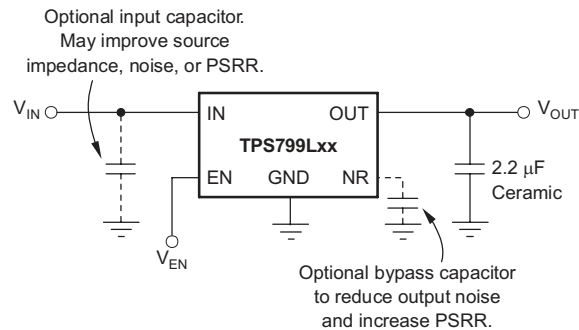 Optional input capacitor.
May improve source
impedance, noise, or PSRR.
V_IN
IN
OUT
V_OUT
TPS799Lxx
EN
GND
NR
2.2 μF
Ceramic
V_EN
Optional bypass capacitor
to reduce output noise
and increase PSRR.